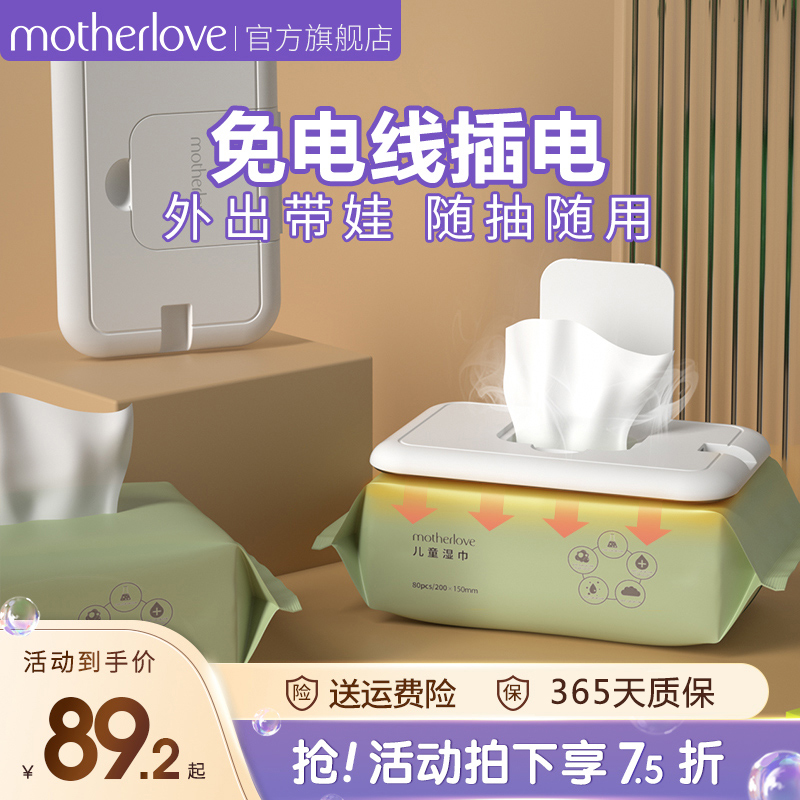 motherlove | 官方旗舰店
免电线插电
外出带娃 随抽随用
motherlove
motherlove
儿童湿巾
80pcs/200×150mm
活动到手价
¥89.2起
险 送运费险 保 365天质保
抢!活动拍下享7.5折